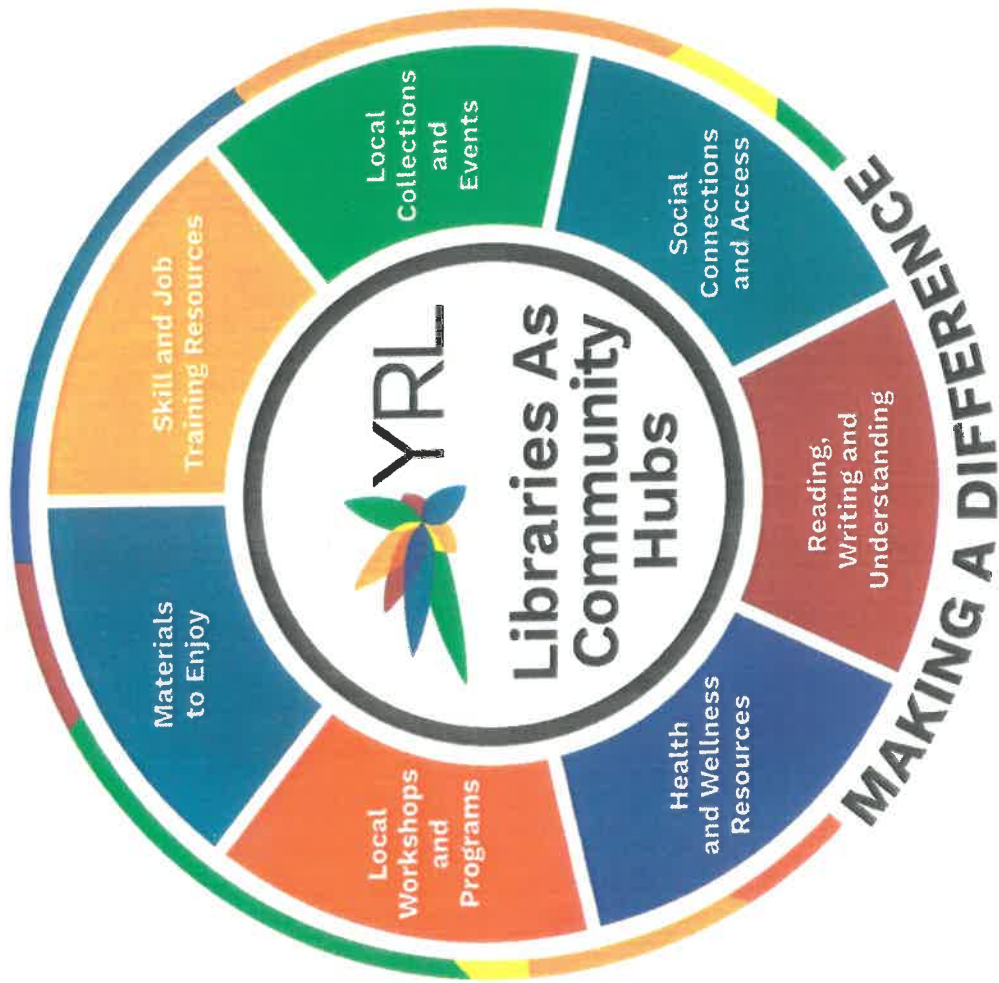 Materials
to Enjoy
Skill and Job
Training Resources
Local
Collections
and
Events
Social
Connections
and Access
Reading,
Writing and
Understanding
Health
and Wellness
Resources
Local
Workshops
and
Programs
YRL
Libraries As
Community
Hubs
MAKING A DIFFERENCE